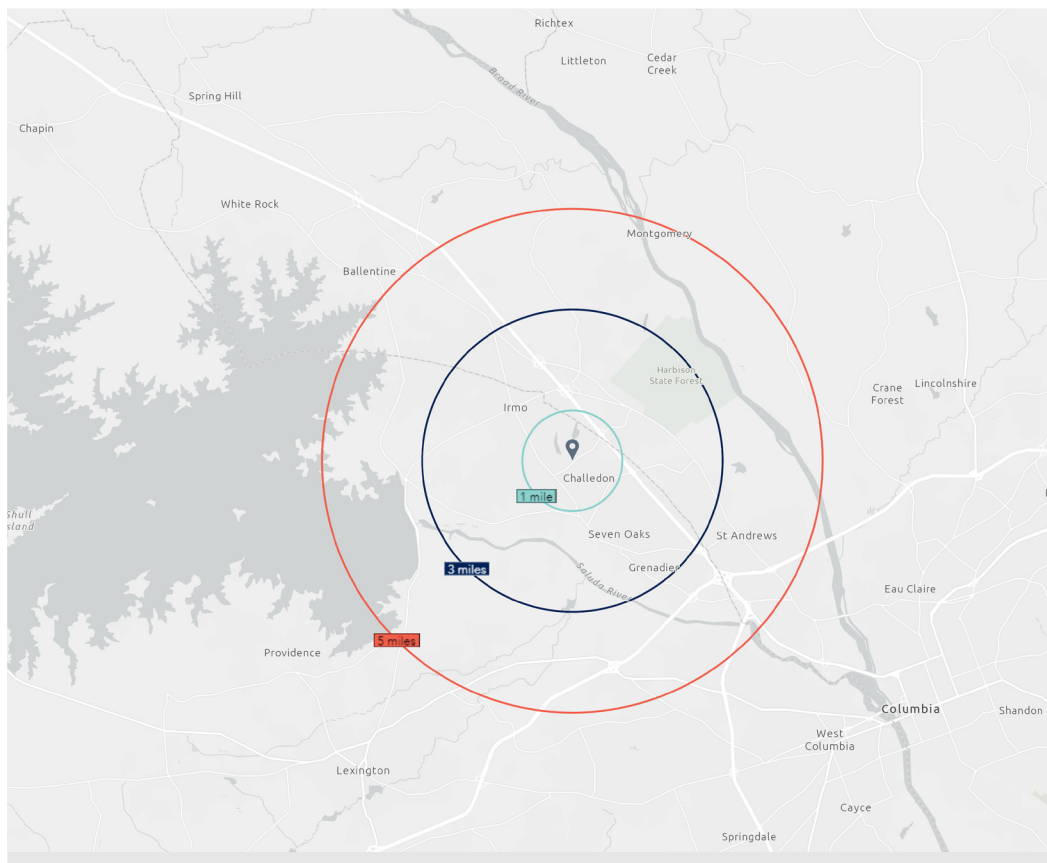 Richtex
Littleton
Cedar
Creek
Broad River
Spring Hill
Chapin
White Rock
Montgomery
Ballentine
Harbison
State Forest
Crane
Forest
Lincolnshire
Irmo
Challedon
1 mile
Shull
sland
Seven Oaks
St Andrews
3 miles
Grenadier
Saluda River
Eau Claire
5 miles
Providence
Columbia
Shandon
West
Columbia
Lexington
Cayce
Springdale